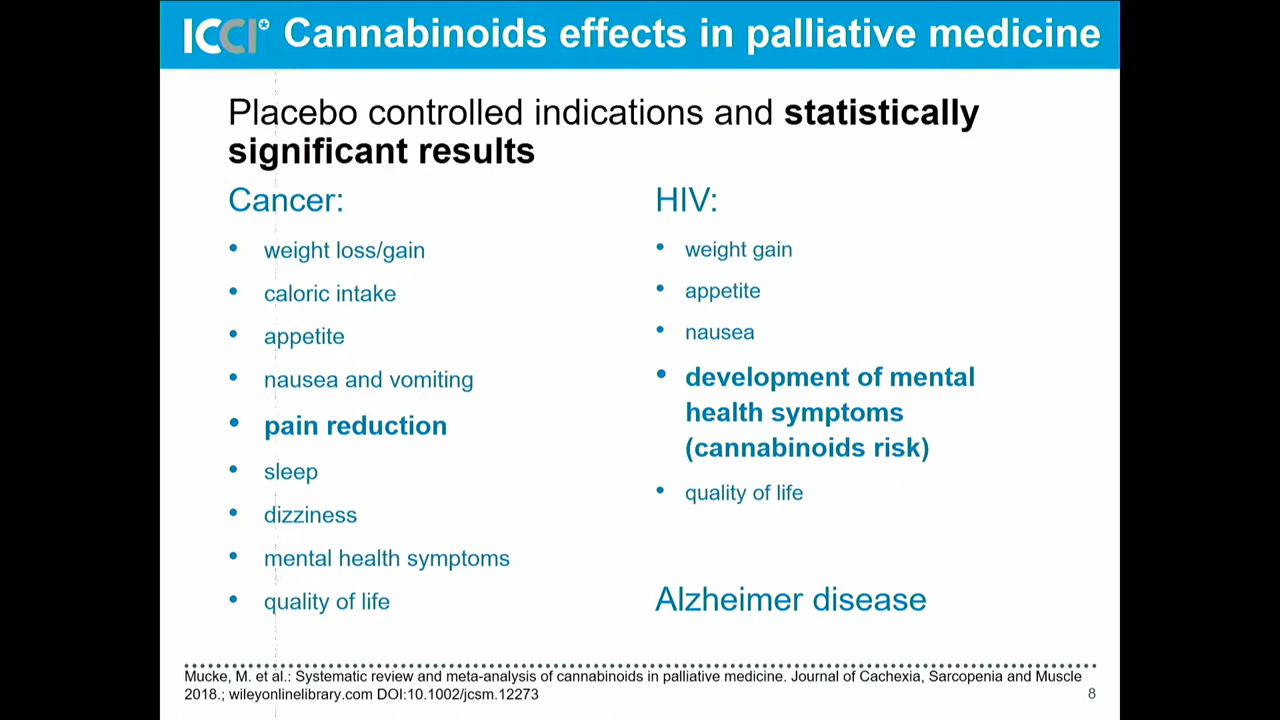 ICCI Cannabinoids effects in palliative medicine
Placebo controlled indications and statistically
significant results
Cancer:
• weight loss/gain
• caloric intake
• appetite
• nausea and vomiting
• pain reduction
• sleep
• dizziness
• mental health symptoms
• quality of life
HIV:
• weight gain
• appetite
• nausea
• development of mental
health symptoms
(cannabinoids risk)
• quality of life
Alzheimer disease
Mucke, M. et al.: Systematic review and meta-analysis of cannabinoids in palliative medicine. Journal of Cachexia, Sarcopenia and Muscle
2018.; wileyonlinelibrary.com DOI:10.1002/jcsm.12273
8